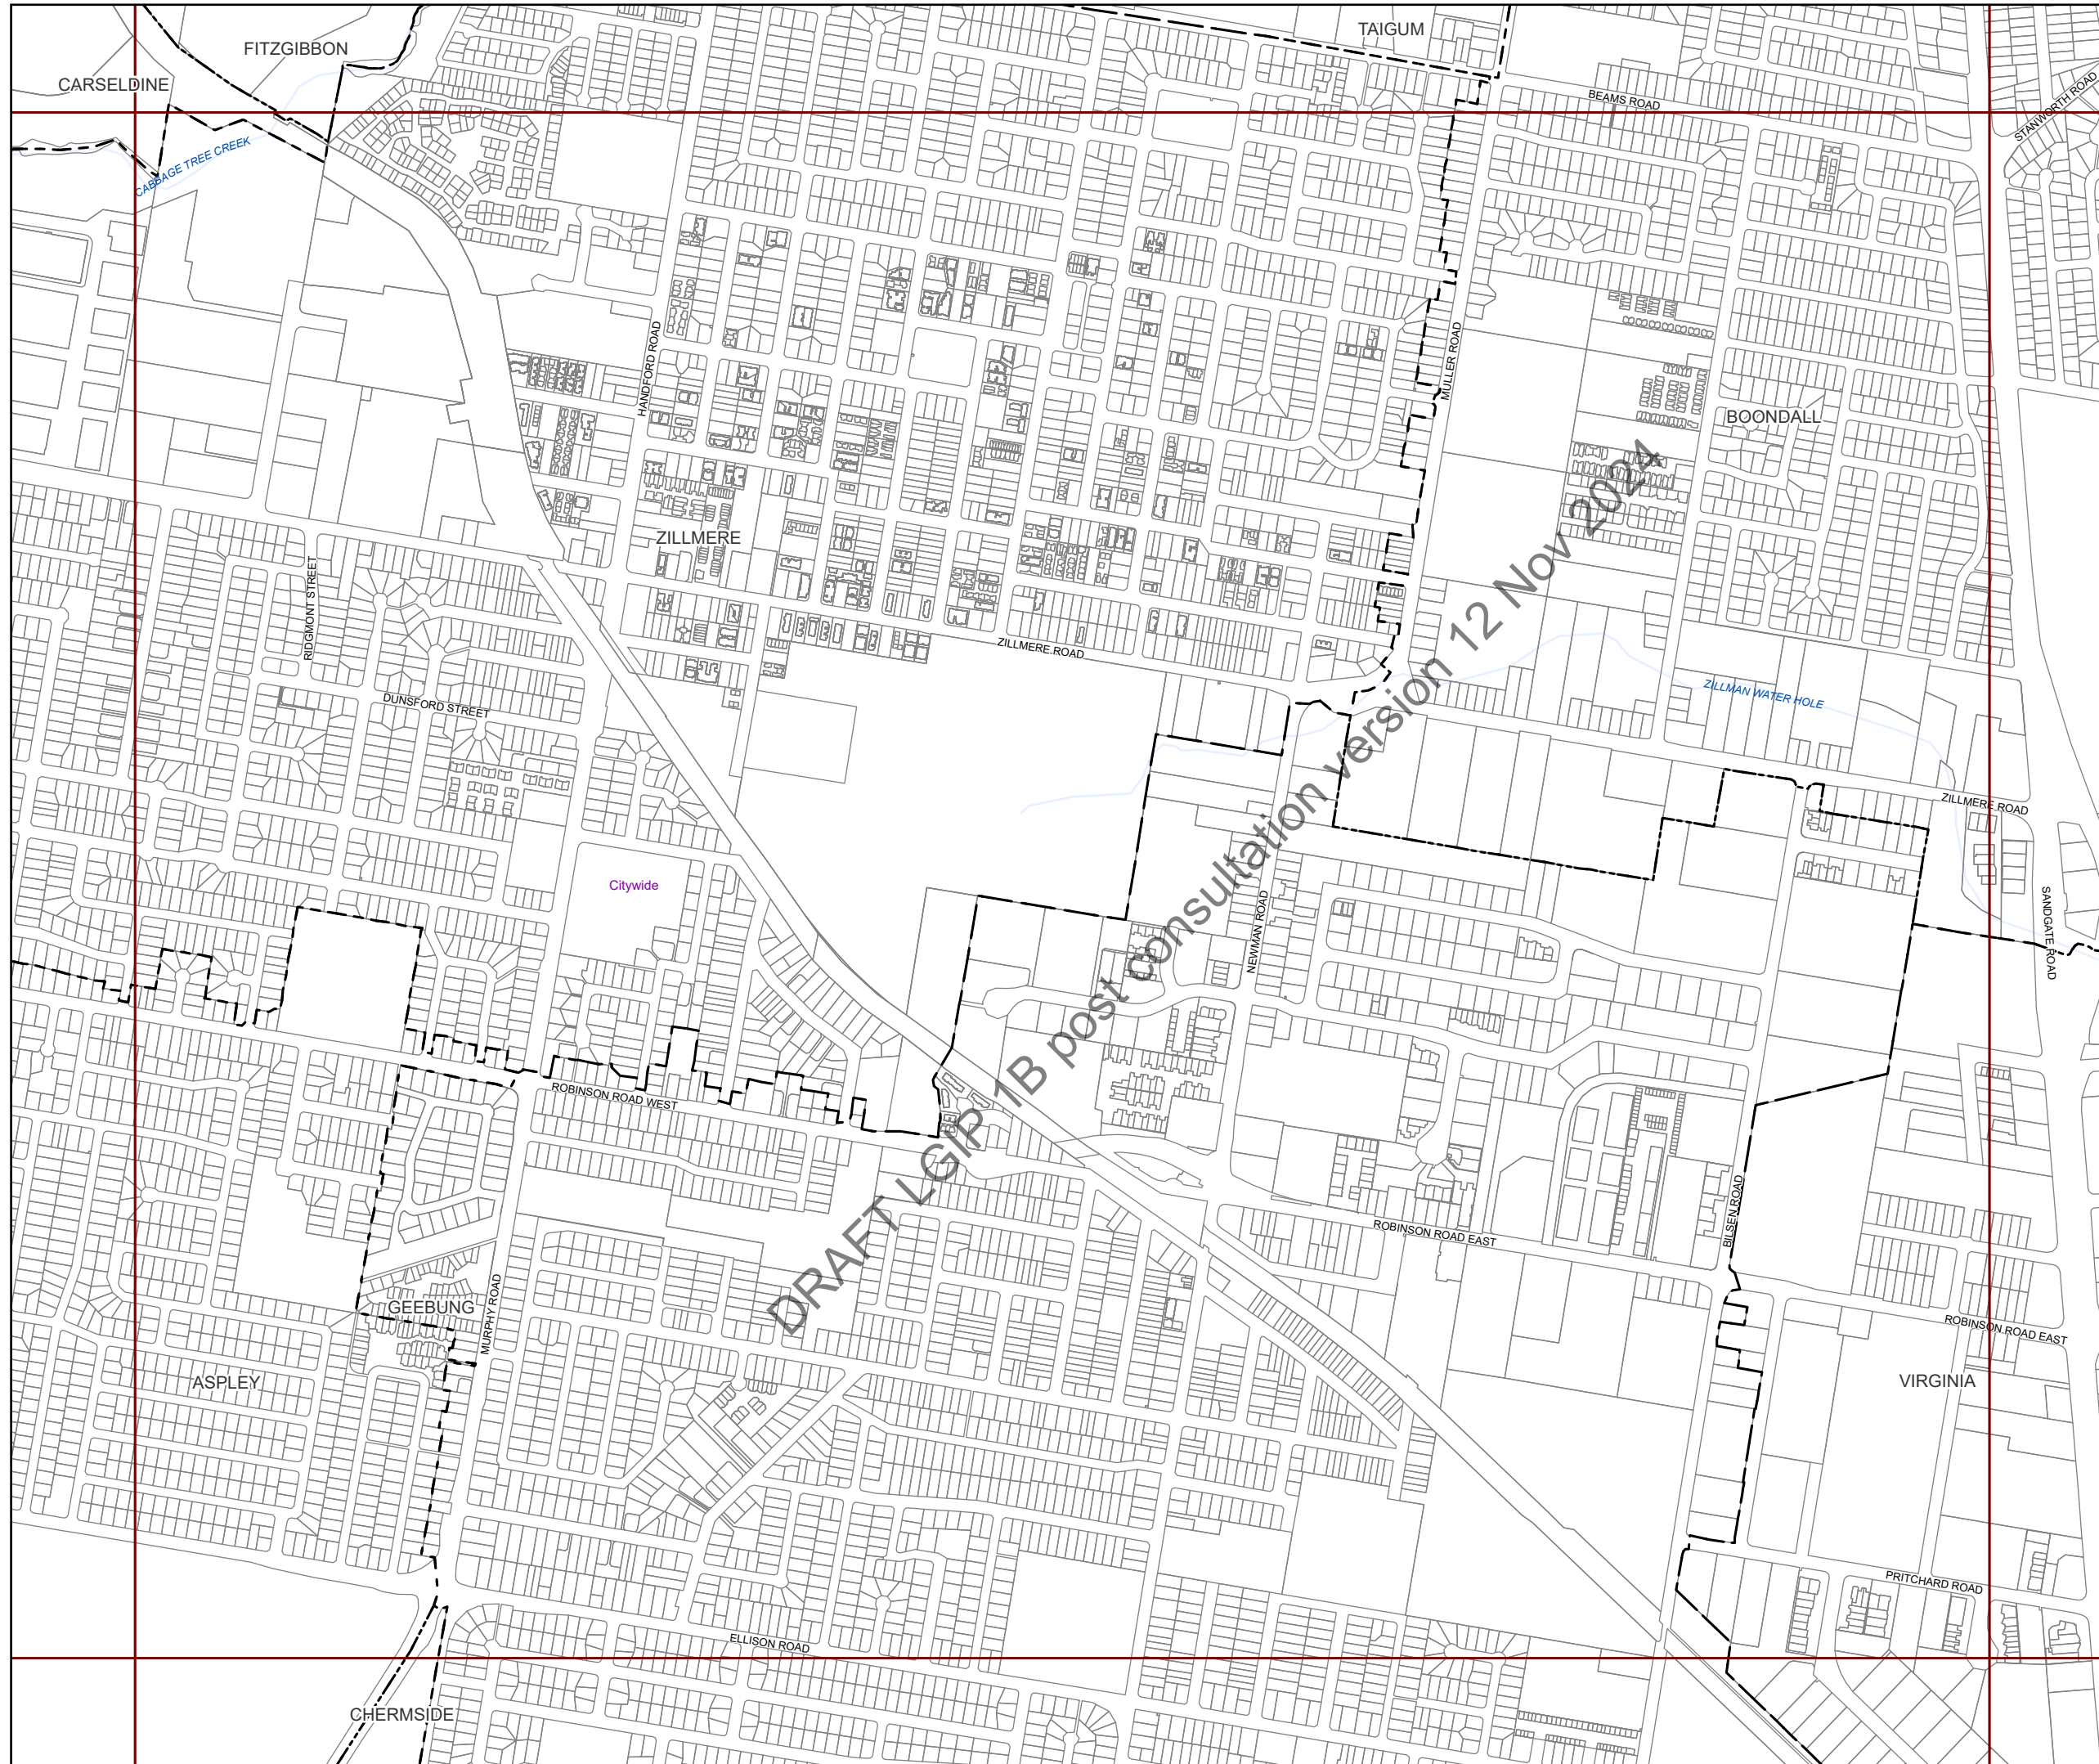 TAIGUM
FITZGIBBON
CARSELDINE
BEAMS ROAD
STANWORTH ROAD
CABBAGE TREE CREEK
HANDFORD ROAD
MULLER ROAD
BOONDALL
ZILLMERE
RIDGMONT STREET
ZILLMERE ROAD
DUNSFORD STREET
ZILLMAN WATER HOLE
ZILLMERE ROAD
Citywide
NEWMAN ROAD
SANDGATE ROAD
DRAFT LGIP 1B post consultation version 12 Nov 2024
ROBINSON ROAD WEST
BILSEN ROAD
ROBINSON ROAD EAST
GEEBUNG
MURPHY ROAD
ROBINSON ROAD EAST
ASPLEY
VIRGINIA
PRITCHARD ROAD
ELLISON ROAD
CHERMSIDE